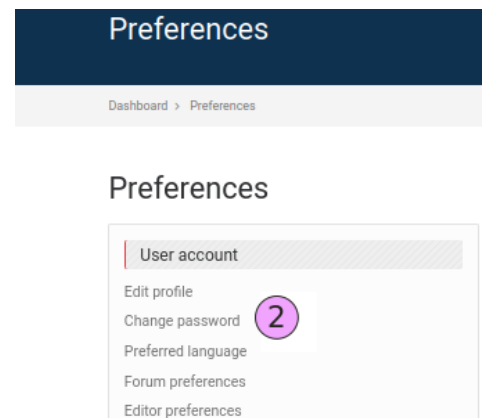 Preferences
Dashboard > Preferences
Preferences
User account
Edit profile
Change password 2
Preferred language
Forum preferences
Editor preferences